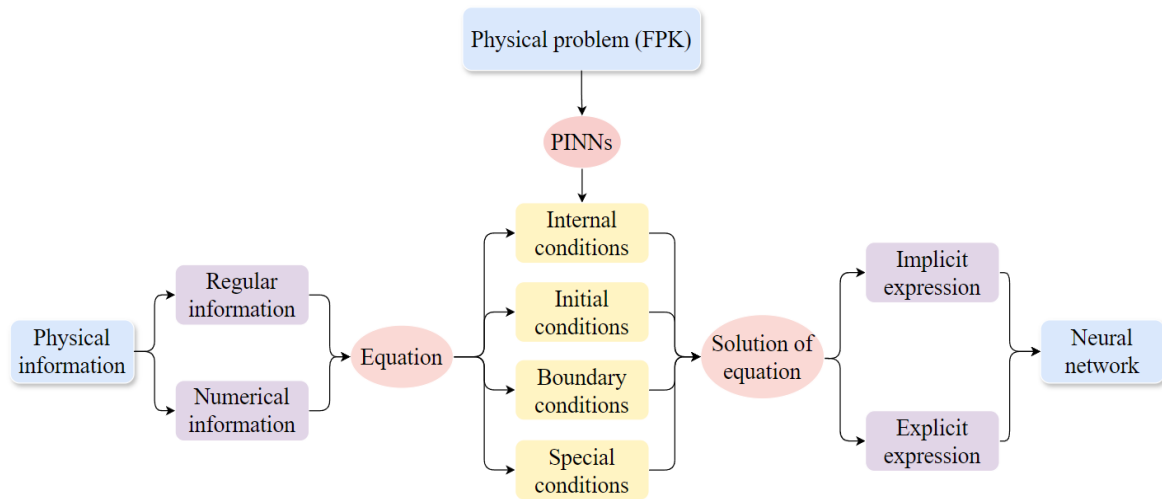 Physical problem (FPK)
PINNs
Physical
information
Regular
information
Numerical
information
Equation
Internal
conditions
Initial
conditions
Boundary
conditions
Special
conditions
Solution of
equation
Implicit
expression
Explicit
expression
Neural
network